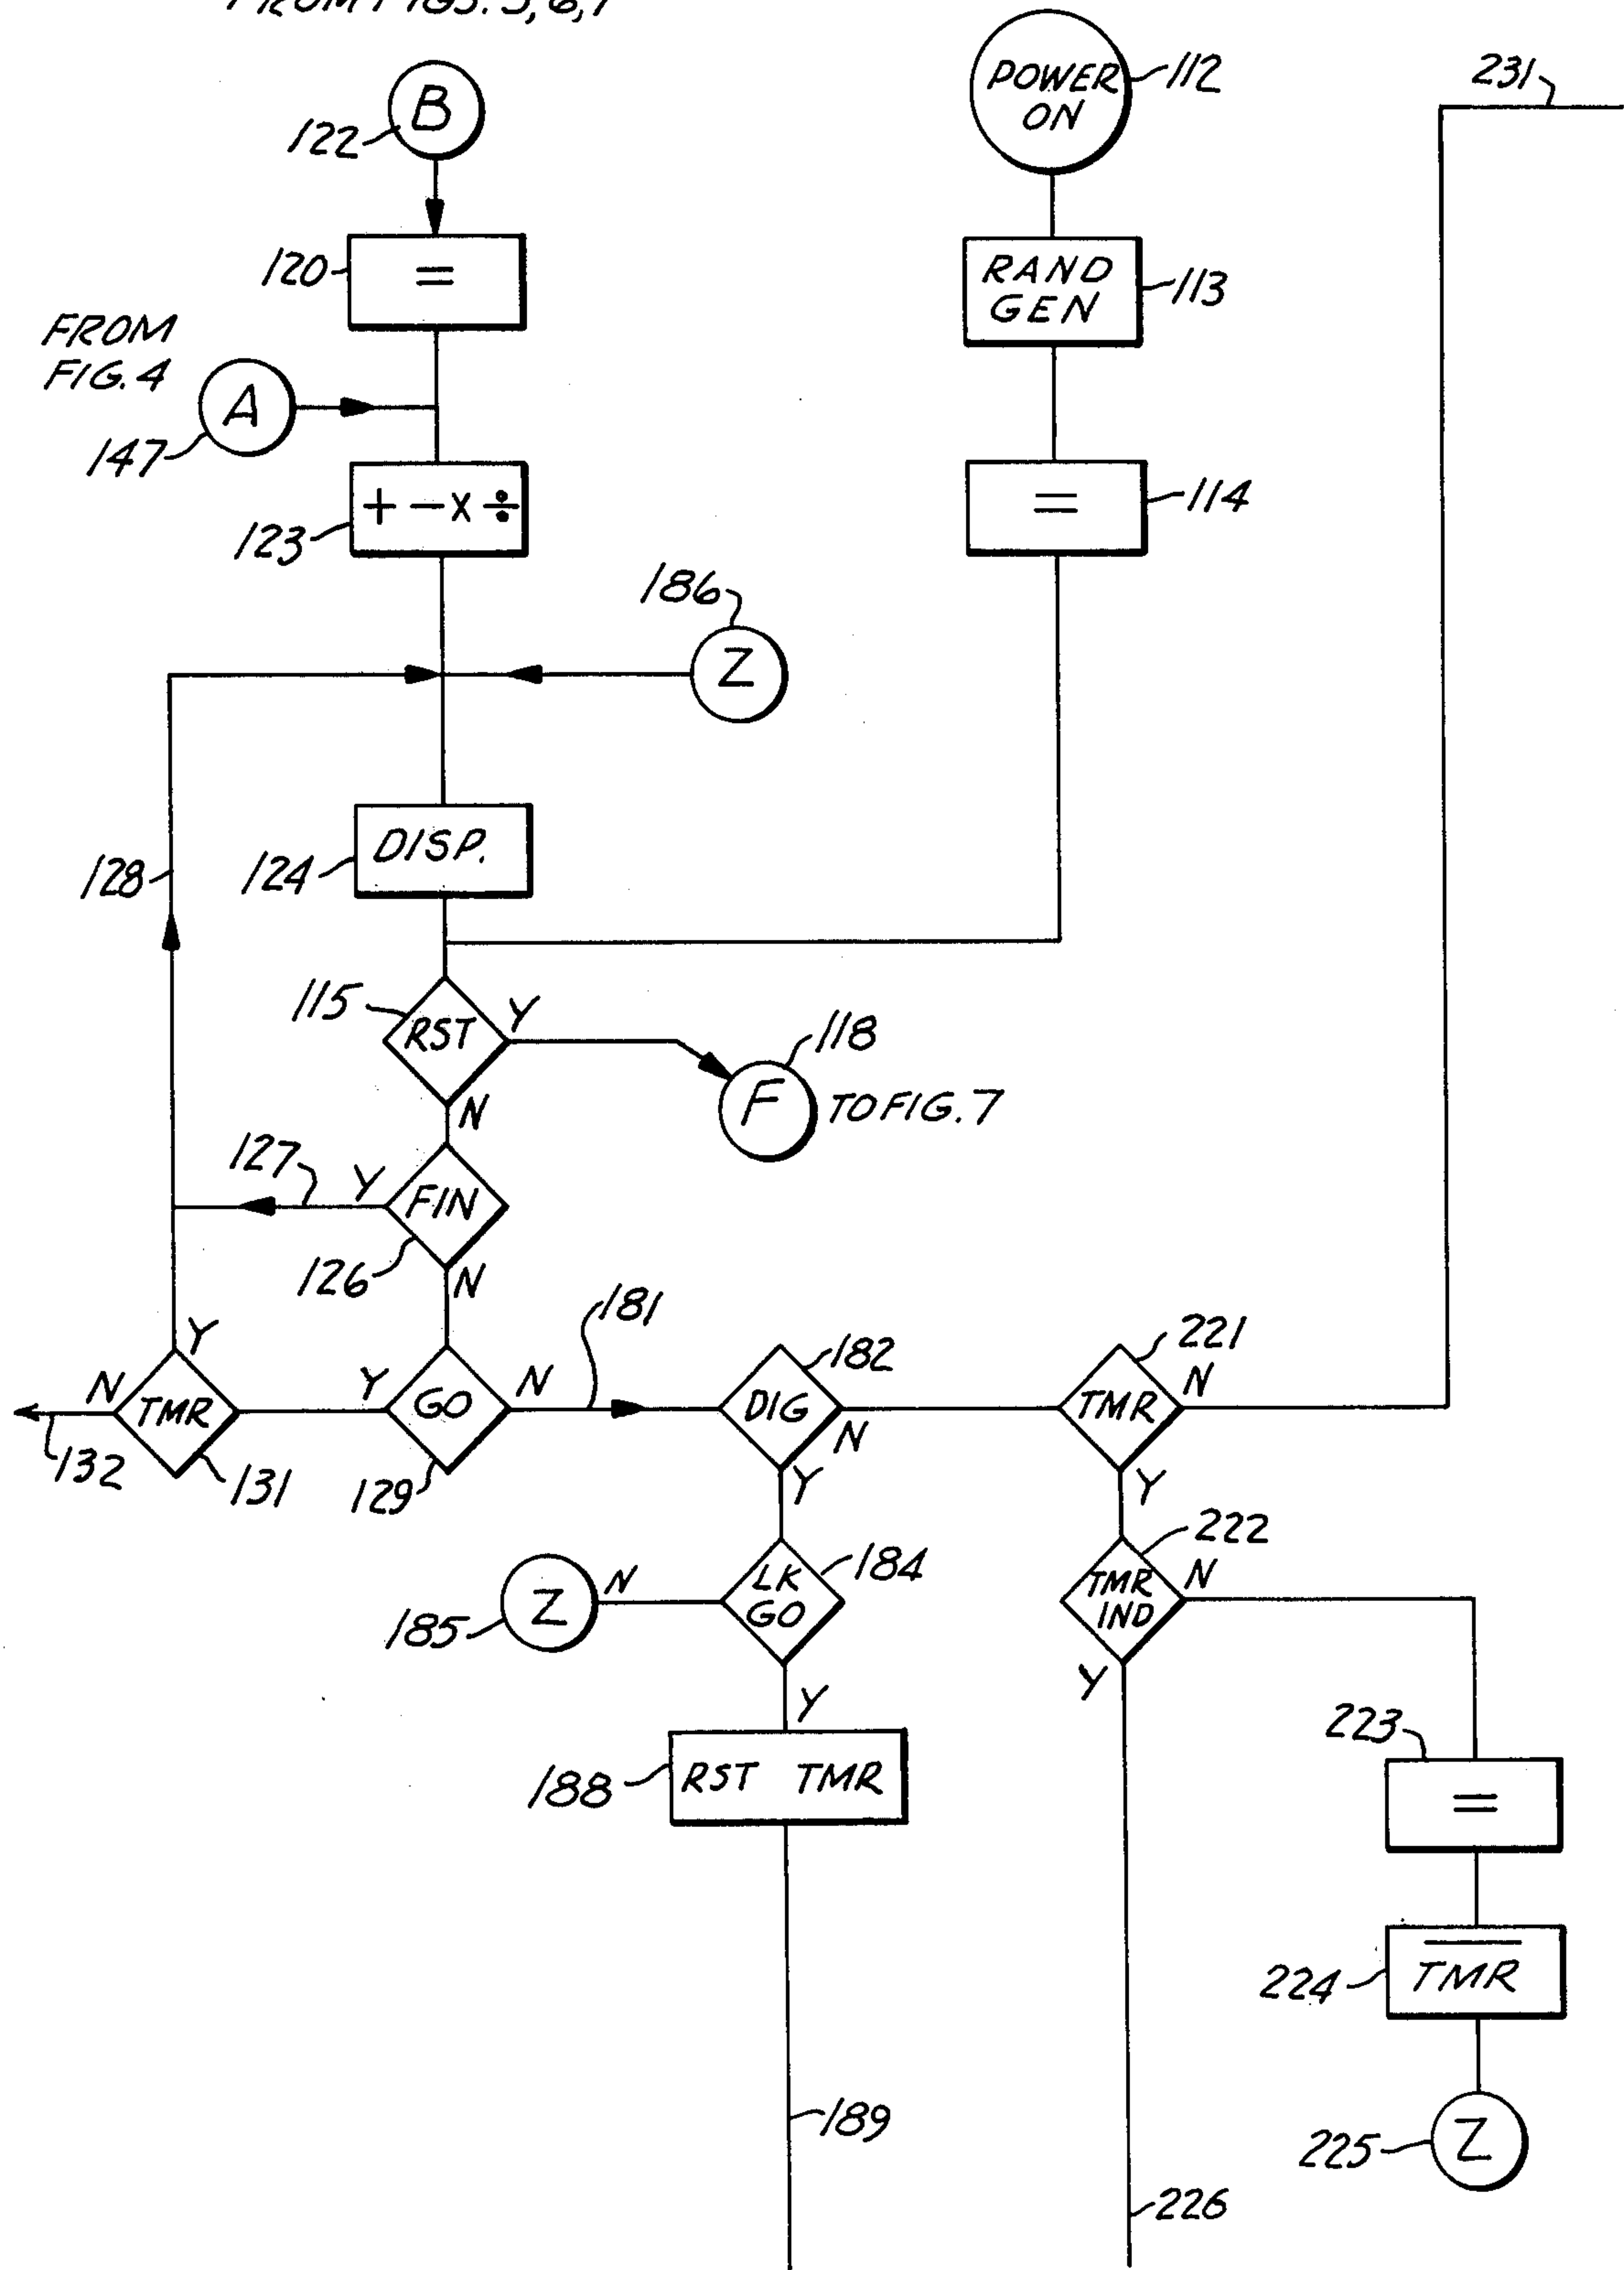 FROM FIGS. 5, 6, 7
B
122
120
=
FROM
FIG. 4
A
147
+ - x ÷
123
POWER
ON
112
RAND
GEN
113
=
114
231
186
Z
128
DISP.
124
115
RST
Y
118
F
TO FIG. 7
N
127
Y
FIN
126
N
181
Y
N
TMR
132
131
Y
GO
N
129
182
DIG
N
Y
221
TMR
N
Y
222
TMR
IND
N
Y
184
LK
GO
N
Z
185
Y
188
RST TMR
223
=
224
TMR
225
Z
189
226